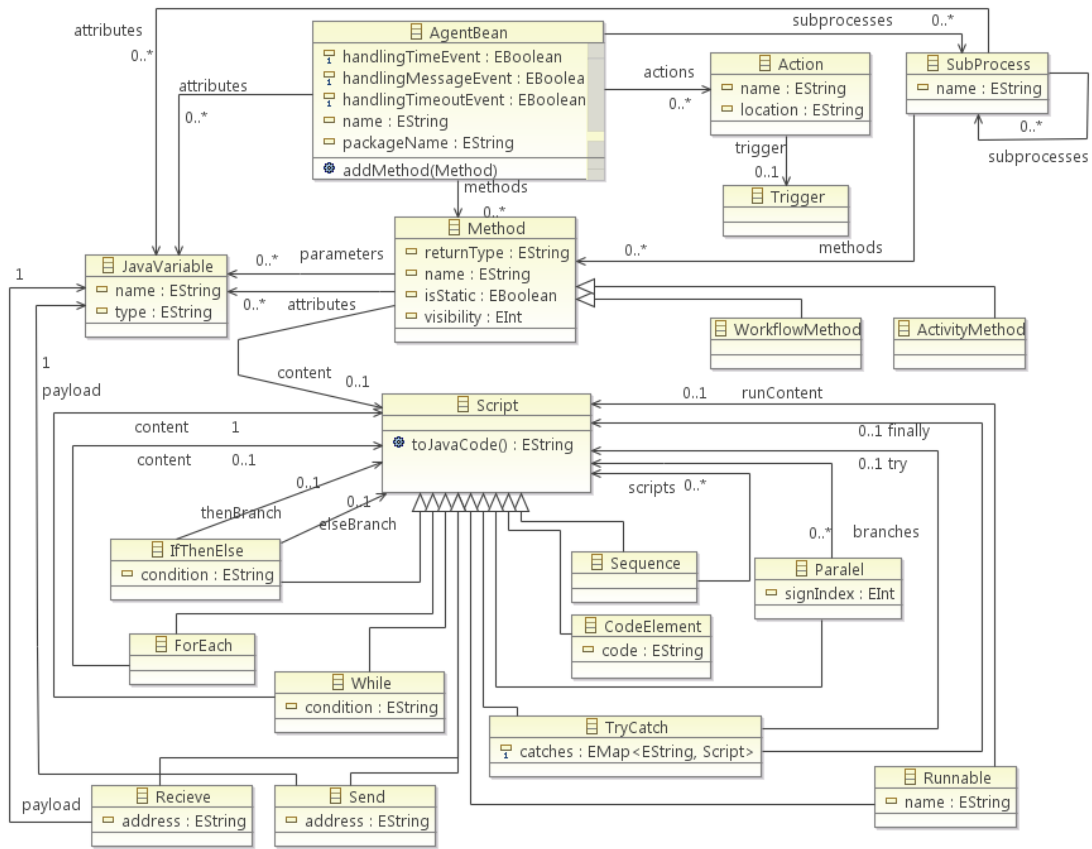 attributes
0..*
subprocesses
0..*
AgentBean
handlingTimeEvent : EBoolean
handlingMessageEvent : EBoolea
handlingTimeoutEvent : EBoolean
name : EString
packageName : EString
addMethod(Method)
attributes
0..*
actions
0..*
Action
name : EString
location : EString
SubProcess
name : EString
0..*
subprocesses
trigger
0..1
Trigger
methods
0..*
Method
returnType : EString
name : EString
isStatic : EBoolean
visibility : EInt
0..*
methods
parameters
0..*
attributes
0..*
JavaVariable
name : EString
type : EString
1
1
payload
WorkflowMethod
ActivityMethod
content
0..1
Script
toJavaCode() : EString
0..1
runContent
0..1 finally
0..1 try
content
1
content
0..1
scripts
0..*
0..1
thenBranch
0..1
elseBranch
0..*
branches
IfThenElse
condition : EString
Sequence
Paralel
signIndex : EInt
ForEach
CodeElement
code : EString
While
condition : EString
TryCatch
catches : EMap<EString, Script>
payload
Recieve
address : EString
Send
address : EString
Runnable
name : EString